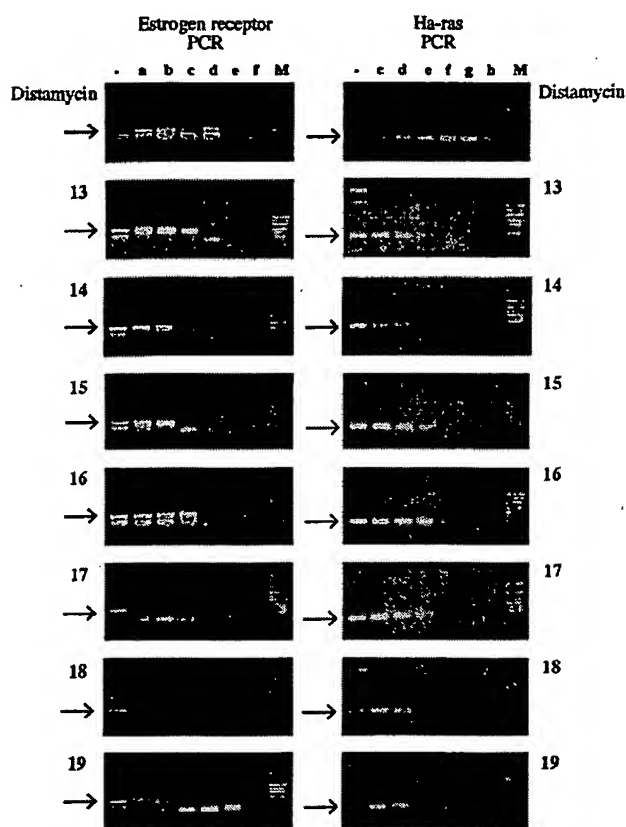 Estrogen receptor PCR
Ha-ras PCR
- a b c d e f M
- c d e f g h M
Distamycin
Distamycin
13
13
14
14
15
15
16
16
17
17
18
18
19
19